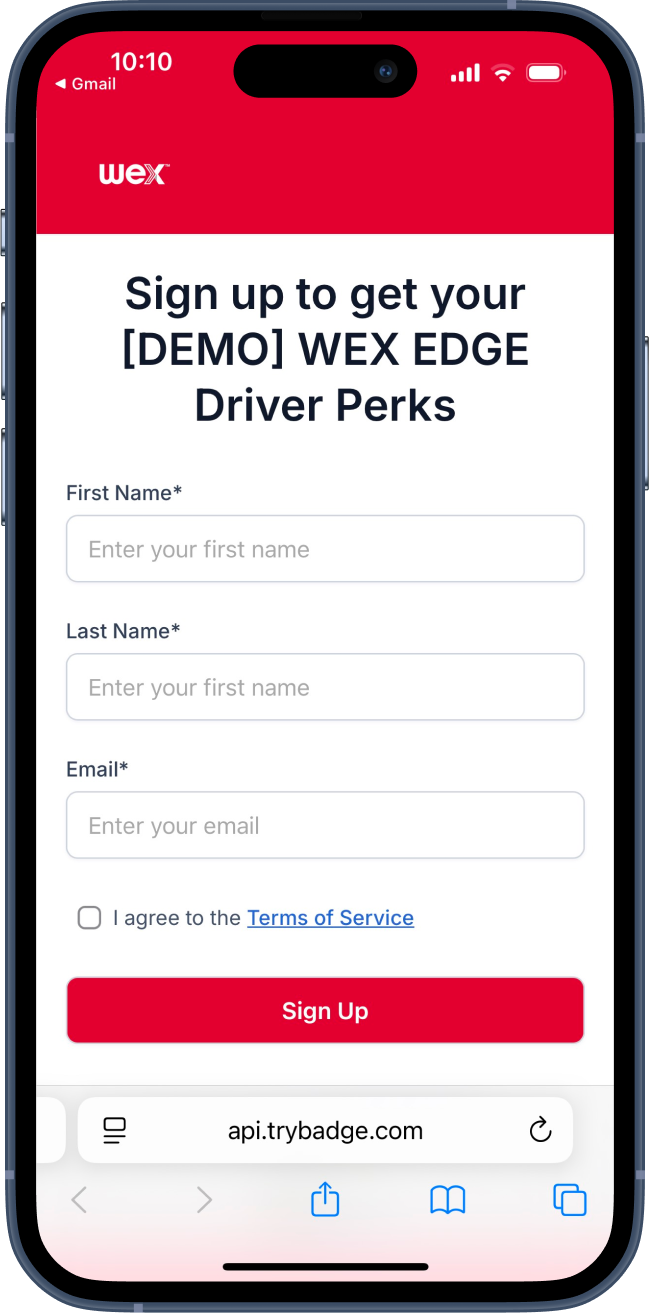 10:10
◀ Gmail
wex™
Sign up to get your
[DEMO] WEX EDGE
Driver Perks
First Name*
Enter your first name
Last Name*
Enter your first name
Email*
Enter your email
I agree to the Terms of Service
Sign Up
api.trybadge.com